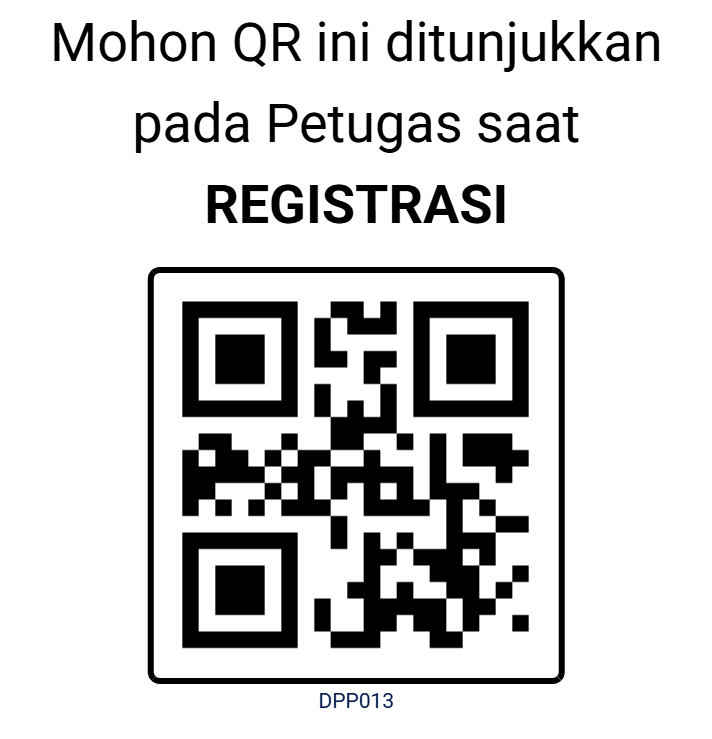 Mohon QR ini ditunjukkan
pada Petugas saat
REGISTRASI
DPP013